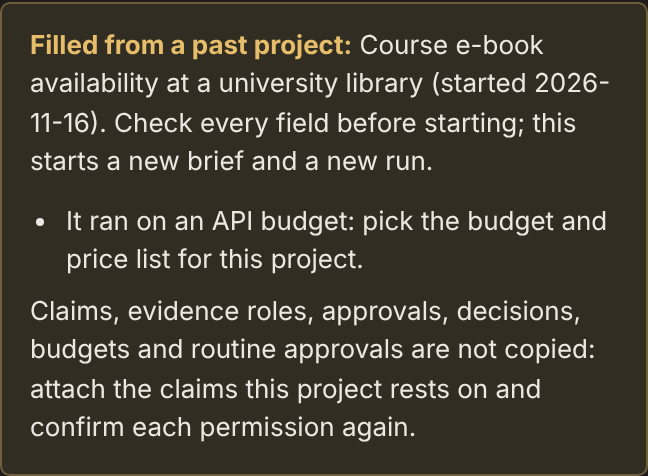 Filled from a past project: Course e-book
availability at a university library (started 2026-
11-16). Check every field before starting; this
starts a new brief and a new run.
• It ran on an API budget: pick the budget and
price list for this project.
Claims, evidence roles, approvals, decisions,
budgets and routine approvals are not copied:
attach the claims this project rests on and
confirm each permission again.